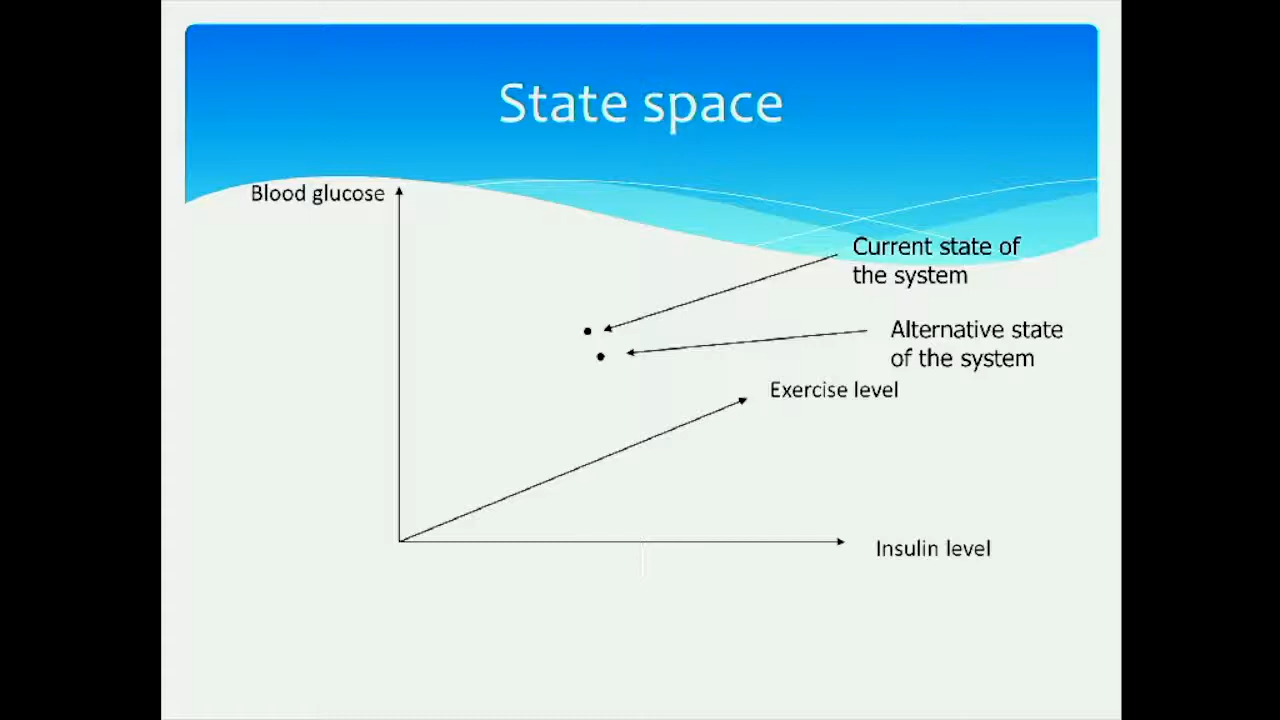 State space
Blood glucose
Current state of
the system
Alternative state
of the system
Exercise level
Insulin level